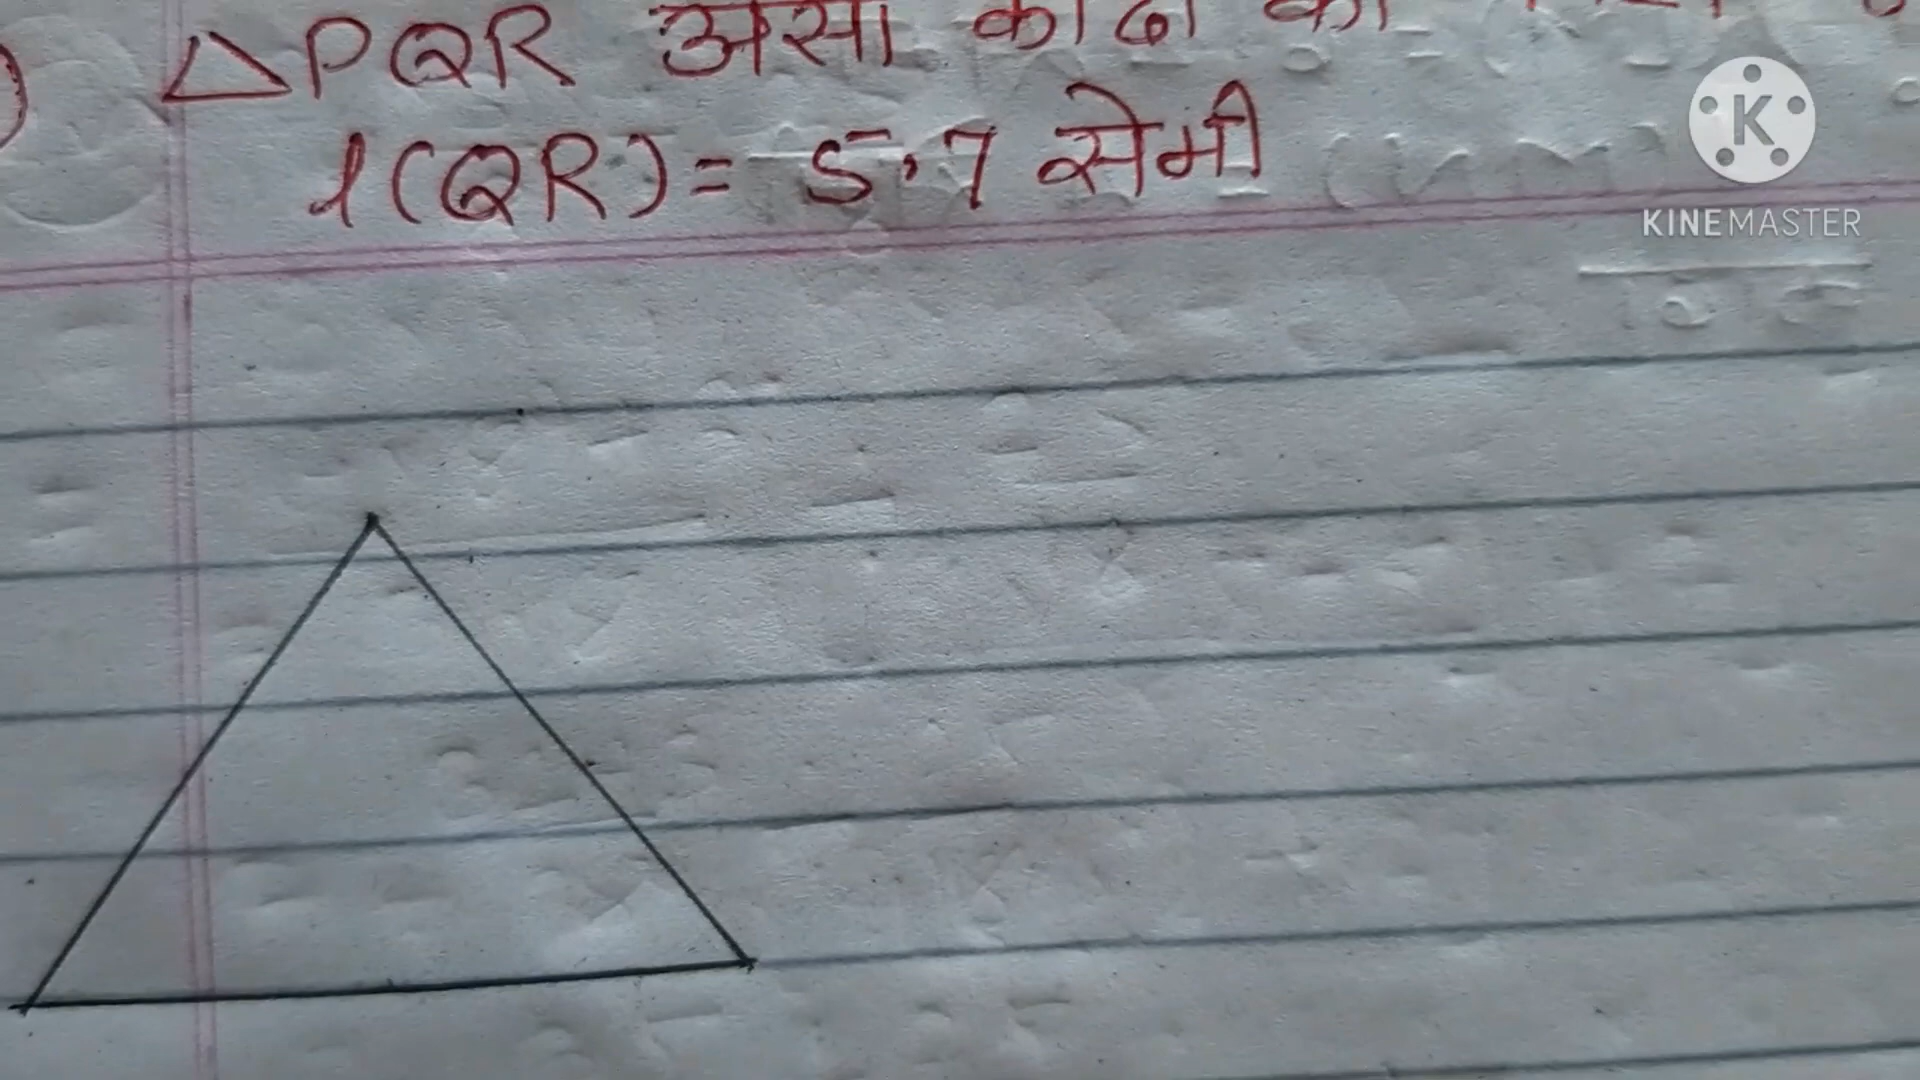 △PQR असा काढा की
l(QR) = 5.7 सेमी
KINEMASTER